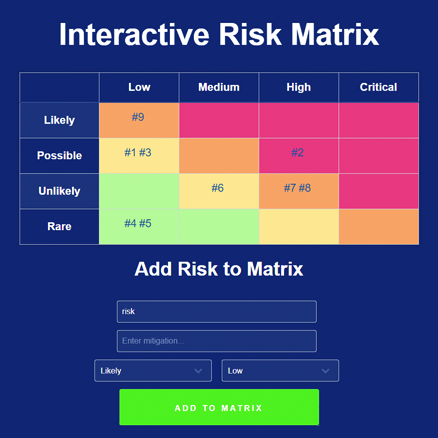 Interactive Risk Matrix
Low Medium High Critical
Likely #9
Possible #1 #3 #2
Unlikely #6 #7 #8
Rare #4 #5
Add Risk to Matrix
risk
Enter mitigation...
Likely Low
ADD TO MATRIX